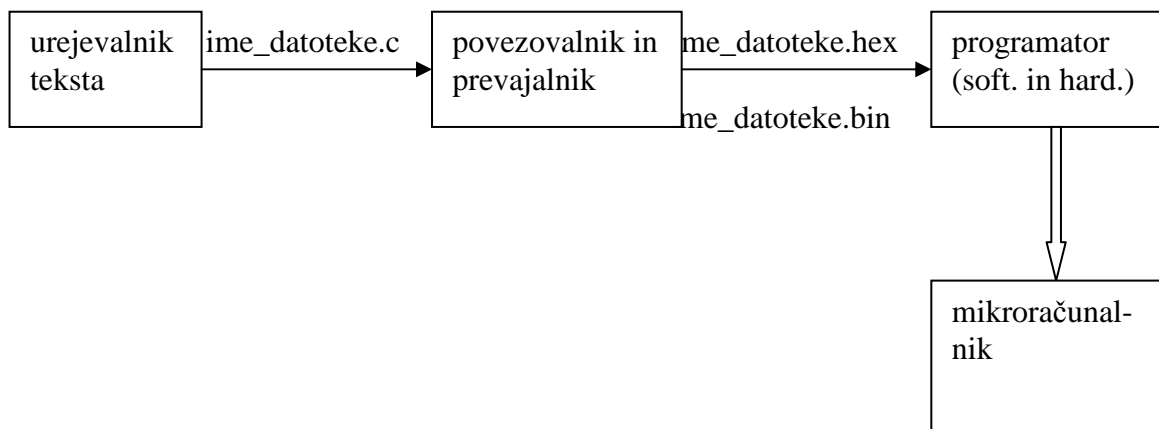 urejevalnik
teksta
ime_datoteke.c
povezovalnik in
prevajalnik
me_datoteke.hex
me_datoteke.bin
programator
(soft. in hard.)
mikroračunal-
nik